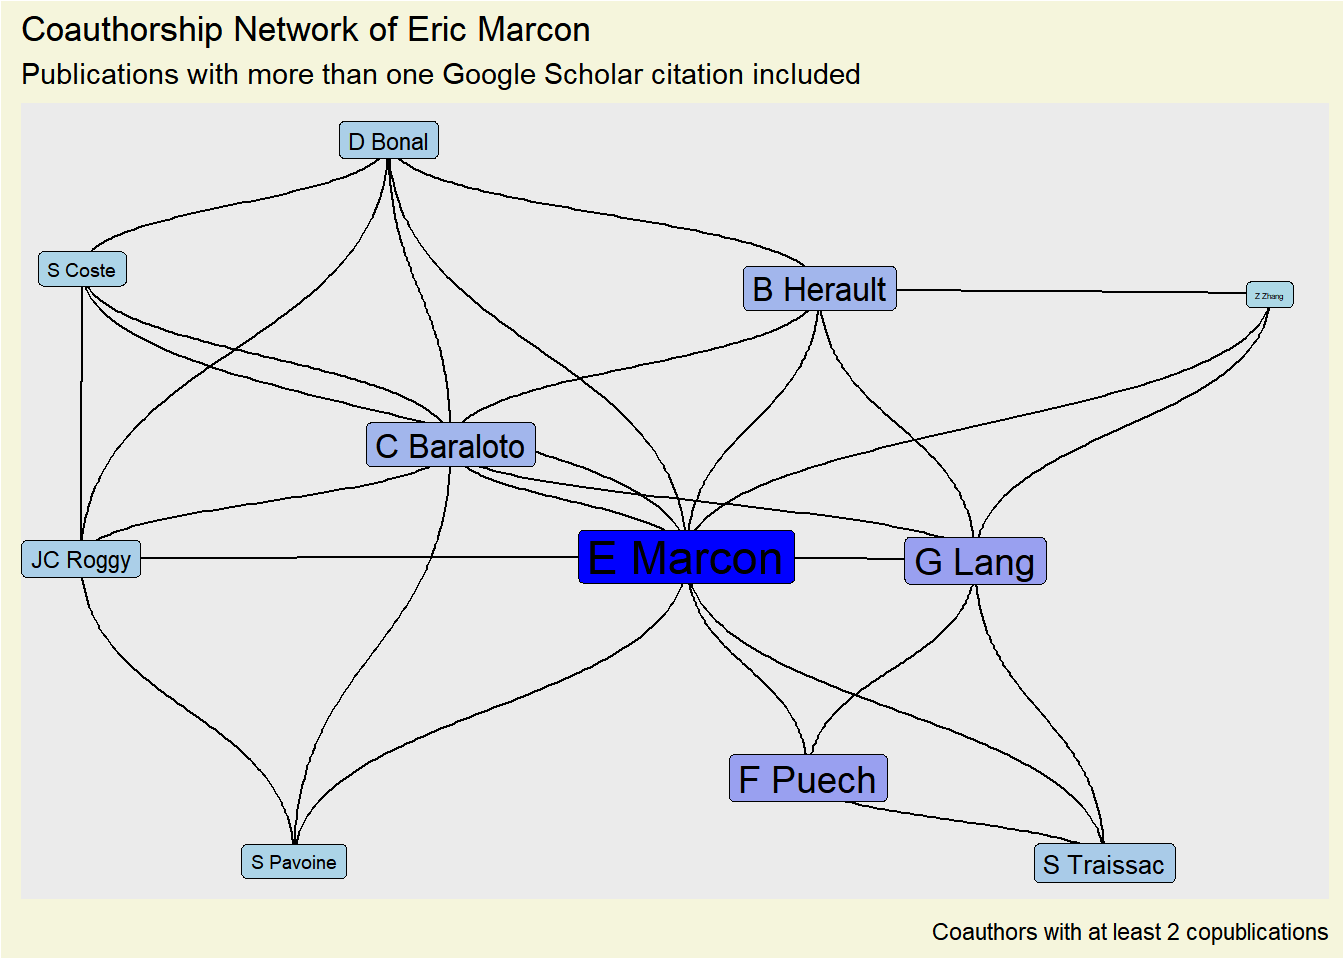 Coauthorship Network of Eric Marcon
Publications with more than one Google Scholar citation included
D Bonal
S Coste
B Herault
Z Zhang
C Baraloto
JC Roggy
E Marcon
G Lang
F Puech
S Pavoine
S Traissac
Coauthors with at least 2 copublications